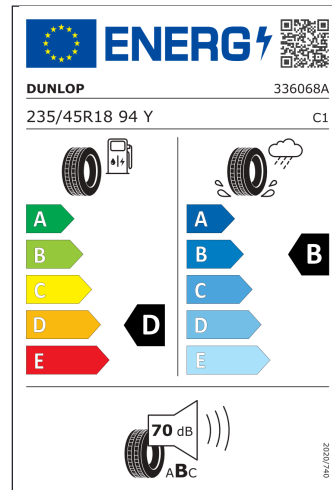 ENERG
DUNLOP 336068A
235/45R18 94 Y C1
A A
B B B
C C
D D D
E E
70 dB
ABC
2020/740